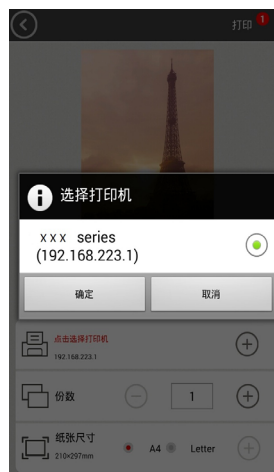 打印 1
选择打印机
xxx series
(192.168.223.1)
确定 取消
点击选择打印机
192.168.223.1
份数 1
纸张尺寸
210×297mm A4 Letter